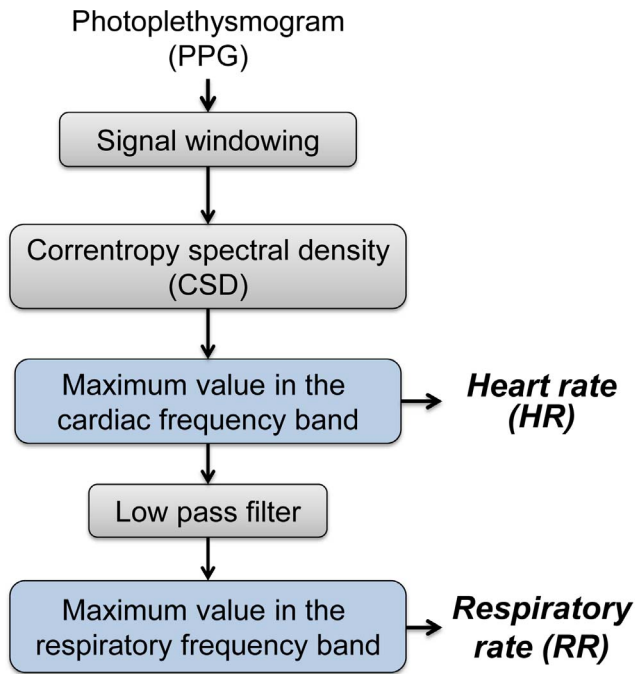 Photoplethysmogram
(PPG)
Signal windowing
Correntropy spectral density
(CSD)
Maximum value in the
cardiac frequency band
Heart rate
(HR)
Low pass filter
Maximum value in the
respiratory frequency band
Respiratory
rate (RR)